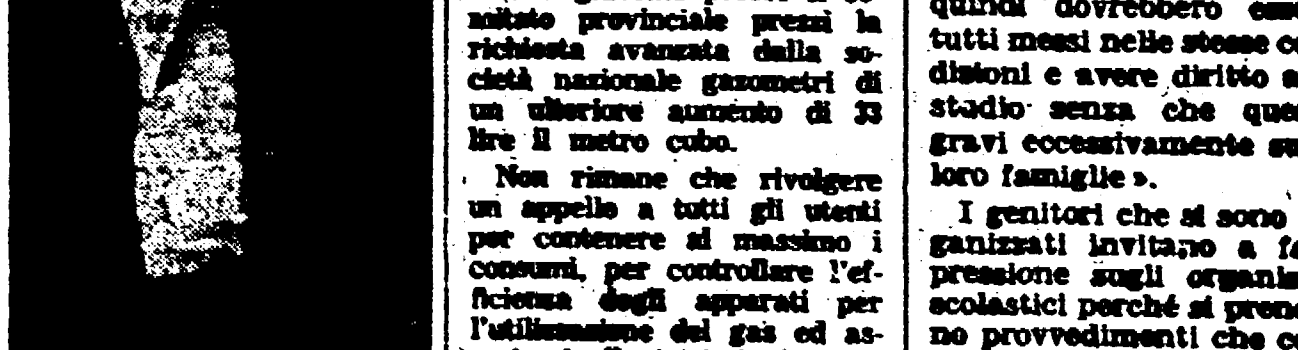 mitato provinciale prezzi la
richiesta avanzata dalla so-
cietà nazionale gazometri di
un ulteriore aumento di 33
lire il metro cubo.
Non rimane che rivolgere
un appello a tutti gli utenti
per contenere al massimo i
consumi, per controllare l'ef-
ficienza degli apparati per
l'utilizzazione del gas ed as-
quindi dovrebbero
tutti messi nelle stesse co
dizioni e avere diritto a
studio senza che ques
gravi eccessivamente su
loro famiglie ».
I genitori che si sono
ganizzati invitano a fa
pressione sugli organis
scolastici perché si pren
no provvedimenti che co